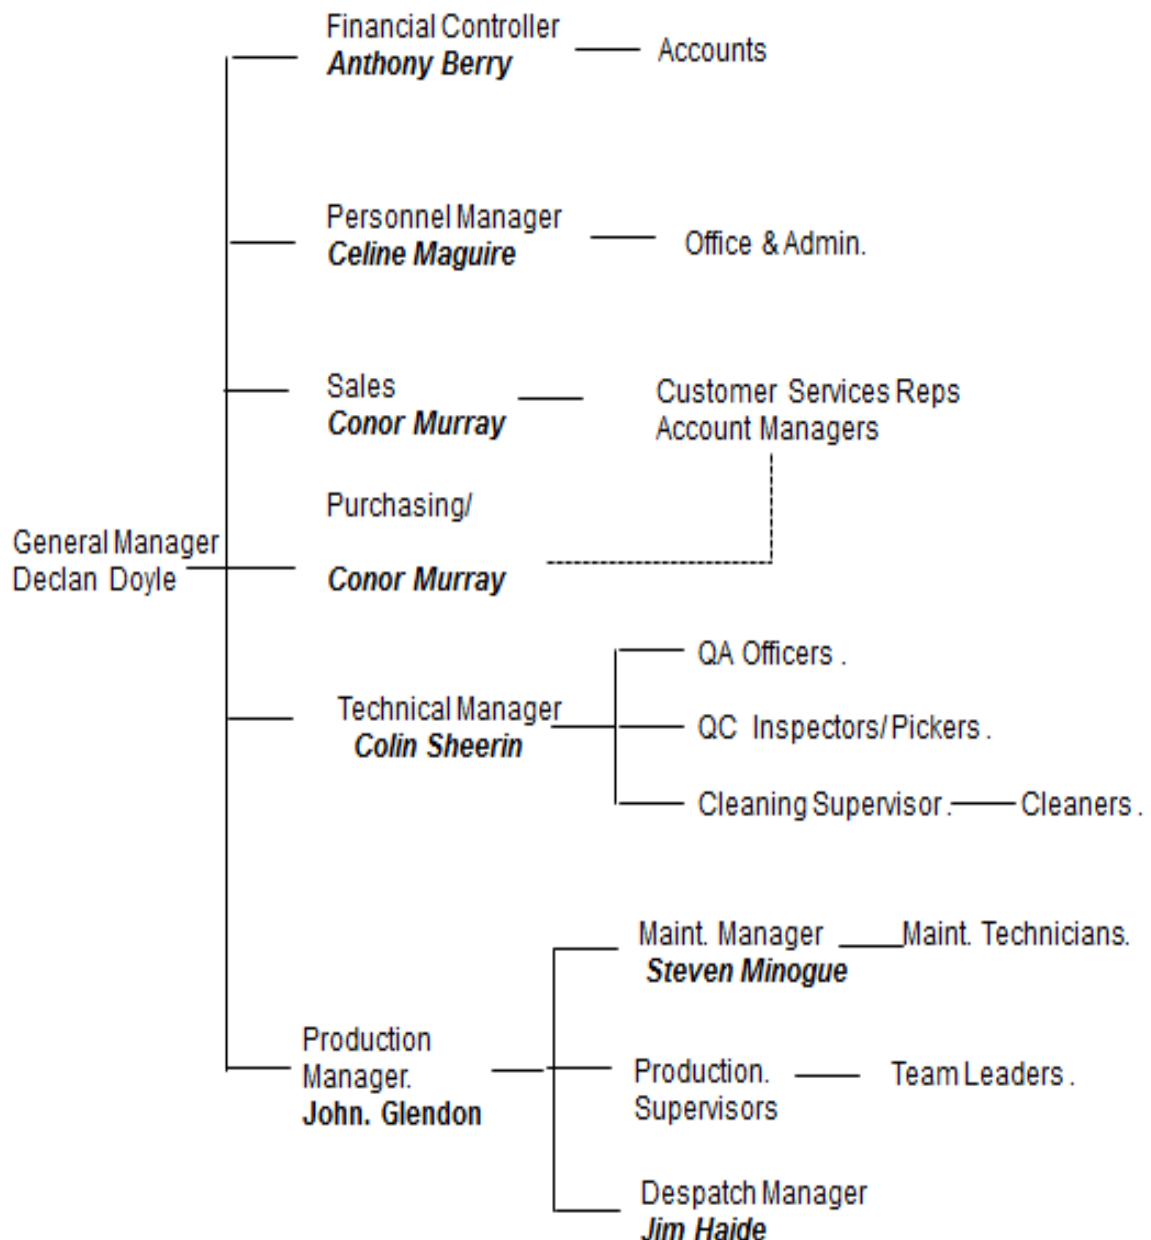 Financial Controller
Anthony Berry
Accounts
Personnel Manager
Celine Maguire
Office & Admin.
Sales
Conor Murray
Customer Services Reps
Account Managers
Purchasing/
Conor Murray
General Manager
Declan Doyle
QA Officers .
Technical Manager
Colin Sheerin
QC Inspectors/ Pickers .
Cleaning Supervisor .
Cleaners .
Maint. Manager
Steven Minogue
Maint. Technicians.
Production
Manager.
John. Glendon
Production.
Supervisors
Team Leaders .
Despatch Manager
Jim Haide